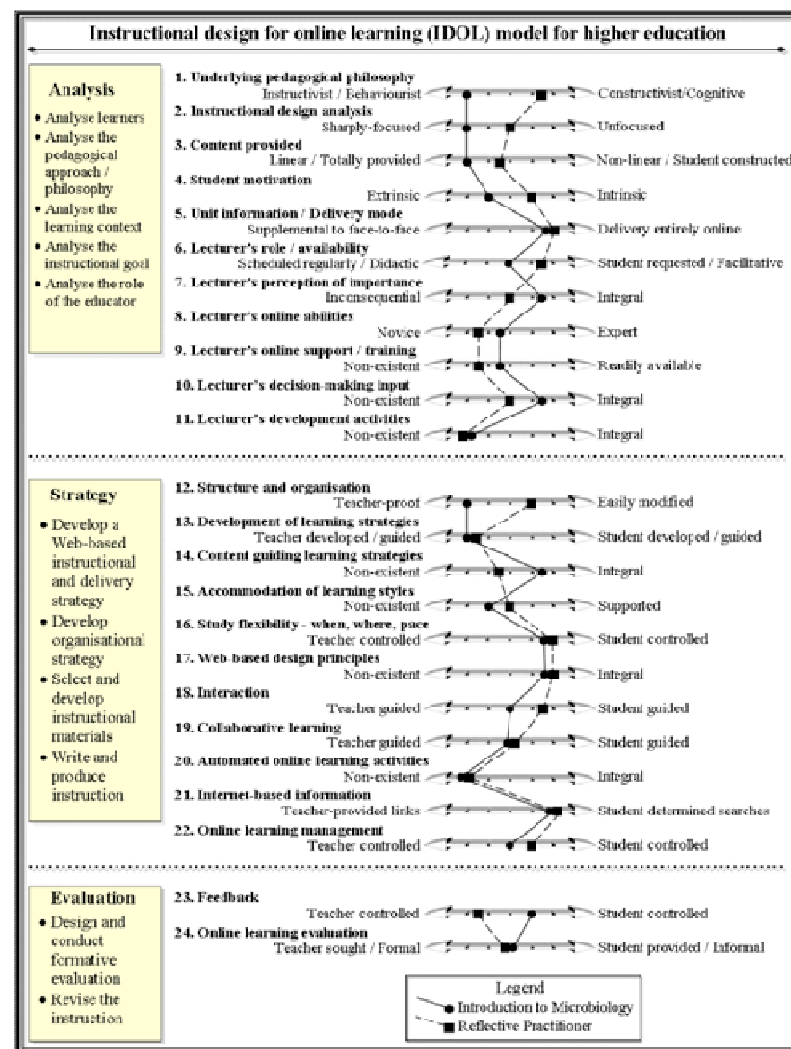 Instructional design for online learning (IDOL) model for higher education
Analysis
• Analyse learners
• Analyse the
pedagogical
approach /
philosophy
• Analyse the
learning context
• Analyse the
instructional goal
• Analyse the role
of the educator
1. Underlying pedagogical philosophy
Instructivist / Behaviourist
Constructivist/Cognitive
2. Instructional design analysis
Sharply-focused
Unfocused
3. Content provided
Linear / Totally provided
Non-linear / Student constructed
4. Student motivation
Extrinsic
Intrinsic
5. Unit information / Delivery mode
Supplemental to face-to-face
Delivery entirely online
6. Lecturer's role / availability
Scheduled regularly / Didactic
Student requested / Facilitative
7. Lecturer's perception of importance
Inconsequential
Integral
8. Lecturer's online abilities
Novice
Expert
9. Lecturer's online support / training
Non-existent
Readily available
10. Lecturer's decision-making input
Non-existent
Integral
11. Lecturer's development activities
Non-existent
Integral
Strategy
• Develop a
Web-based
instructional
and delivery
strategy
• Develop
organisational
strategy
• Select and
develop
instructional
materials
• Write and
produce
instruction
12. Structure and organisation
Teacher-proof
Easily modified
13. Development of learning strategies
Teacher developed / guided
Student developed / guided
14. Content guiding learning strategies
Non-existent
Integral
15. Accommodation of learning styles
Non-existent
Supported
16. Study flexibility - when, where, pace
Teacher controlled
Student controlled
17. Web-based design principles
Non-existent
Integral
18. Interaction
Teacher guided
Student guided
19. Collaborative learning
Teacher guided
Student guided
20. Automated online learning activities
Non-existent
Integral
21. Internet-based information
Teacher-provided links
Student determined searches
22. Online learning management
Teacher controlled
Student controlled
Evaluation
• Design and
conduct
formative
evaluation
• Revise the
instruction
23. Feedback
Teacher controlled
Student controlled
24. Online learning evaluation
Teacher sought / Formal
Student provided / Informal
Legend
Introduction to Microbiology
Reflective Practitioner